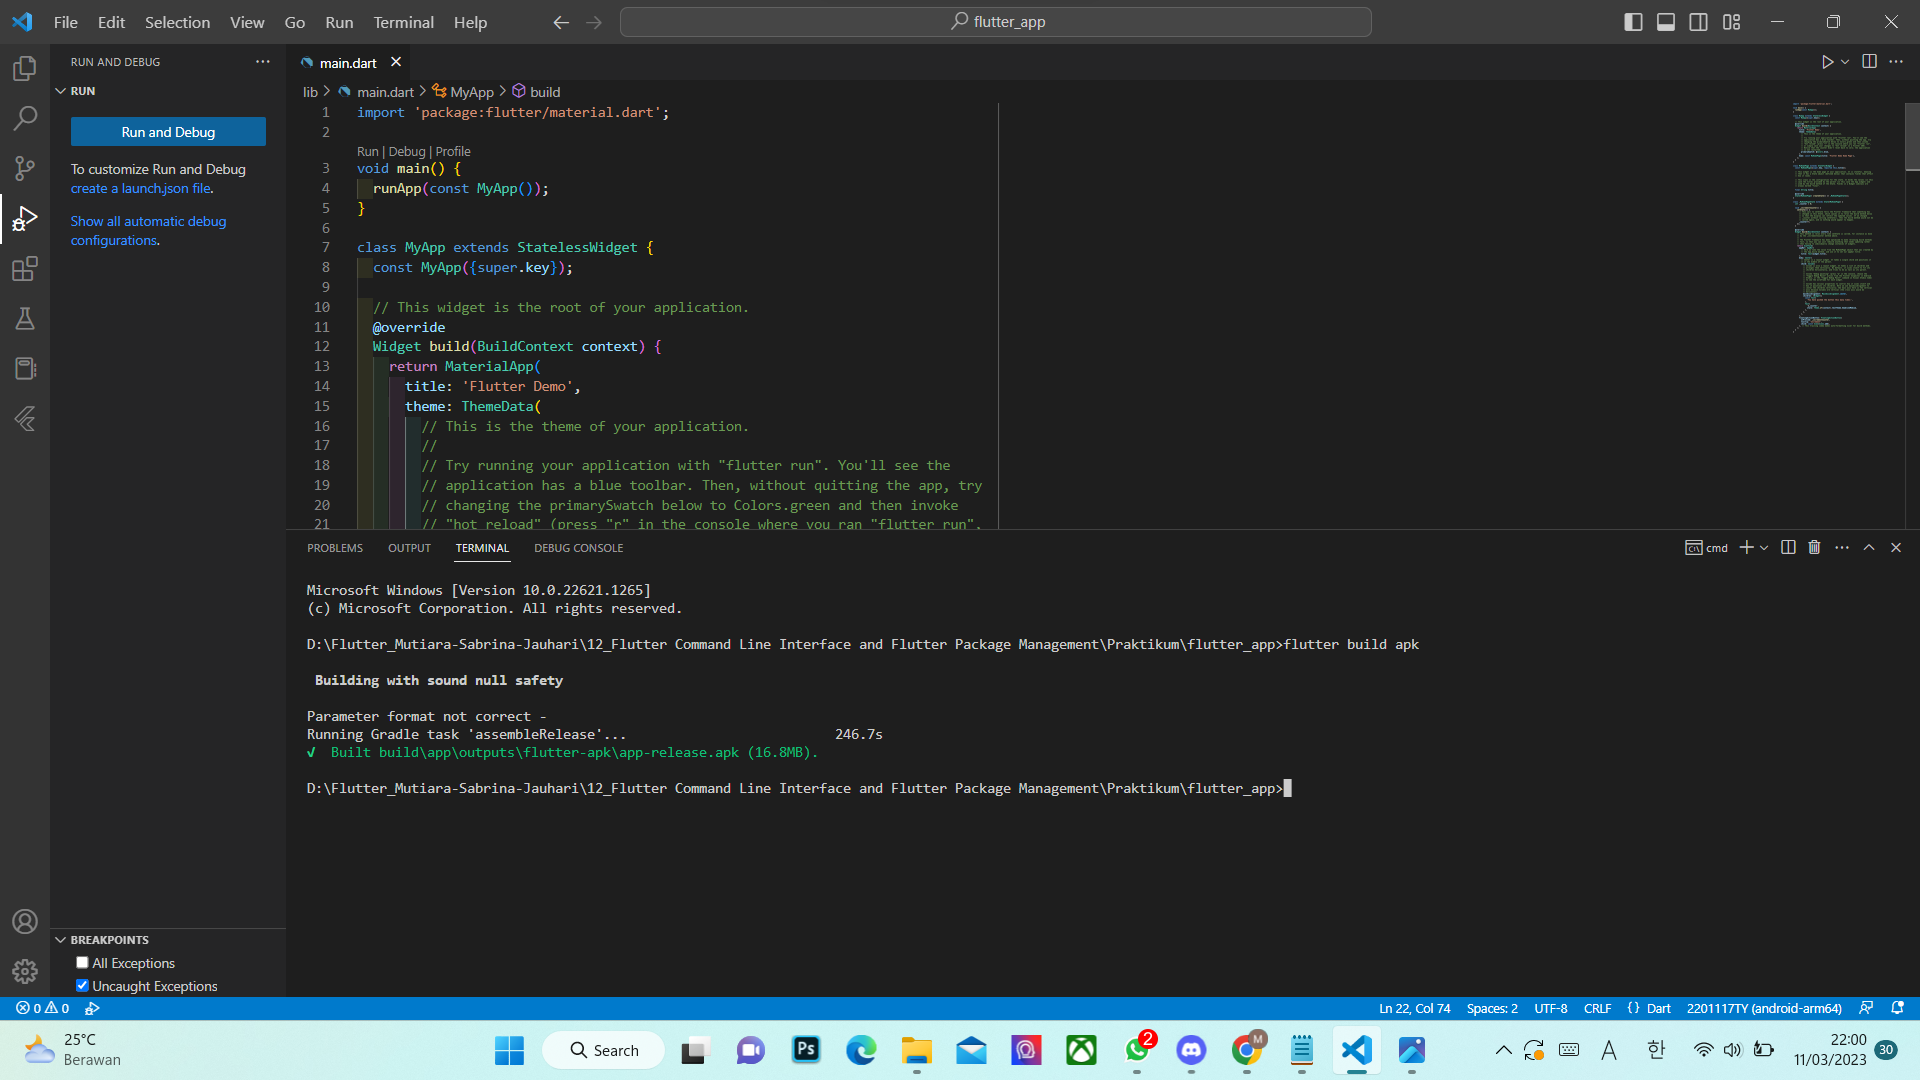 File Edit Selection View Go Run Terminal Help
flutter_app
RUN AND DEBUG
RUN
Run and Debug
To customize Run and Debug
create a launch.json file.
Show all automatic debug
configurations.
BREAKPOINTS
All Exceptions
Uncaught Exceptions
main.dart
lib > main.dart > MyApp > build
1 import 'package:flutter/material.dart';
2
Run | Debug | Profile
3 void main() {
4 runApp(const MyApp());
5 }
6
7 class MyApp extends StatelessWidget {
8 const MyApp({super.key});
9
10 // This widget is the root of your application.
11 @override
12 Widget build(BuildContext context) {
13 return MaterialApp(
14 title: 'Flutter Demo',
15 theme: ThemeData(
16 // This is the theme of your application.
17 //
18 // Try running your application with "flutter run". You'll see the
19 // application has a blue toolbar. Then, without quitting the app, try
20 // changing the primarySwatch below to Colors.green and then invoke
21 // "hot reload" (press "r" in the console where you ran "flutter run",
PROBLEMS OUTPUT TERMINAL DEBUG CONSOLE
cmd
Microsoft Windows [Version 10.0.22621.1265]
(c) Microsoft Corporation. All rights reserved.
D:\Flutter_Mutiara-Sabrina-Jauhari\12_Flutter Command Line Interface and Flutter Package Management\Praktikum\flutter_app>flutter build apk
Building with sound null safety
Parameter format not correct -
Running Gradle task 'assembleRelease'... 246.7s
√ Built build\app\outputs\flutter-apk\app-release.apk (16.8MB).
D:\Flutter_Mutiara-Sabrina-Jauhari\12_Flutter Command Line Interface and Flutter Package Management\Praktikum\flutter_app>
0 0
Ln 22, Col 74 Spaces: 2 UTF-8 CRLF {} Dart 2201117TY (android-arm64)
25°C
Berawan
Search
Ps
2
M
A
한
22:00
11/03/2023
30